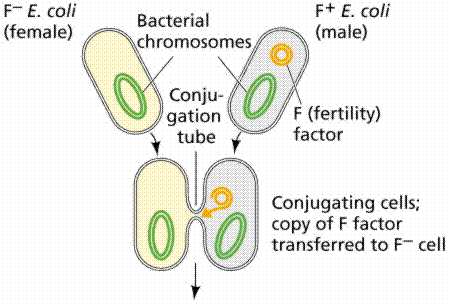 F– E. coli
(female)
Bacterial
chromosomes
F+ E. coli
(male)
Conju-
gation
tube
F (fertility)
factor
Conjugating cells;
copy of F factor
transferred to F– cell